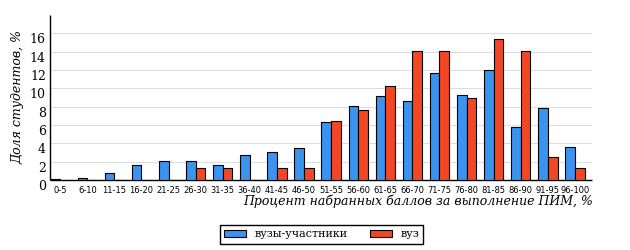 Доля студентов, %
16
14
12
10
8
6
4
2
0
0-5 6-10 11-15 16-20 21-25 26-30 31-35 36-40 41-45 46-50 51-55 56-60 61-65 66-70 71-75 76-80 81-85 86-90 91-95 96-100
Процент набранных баллов за выполнение ПИМ, %
вузы-участники вуз